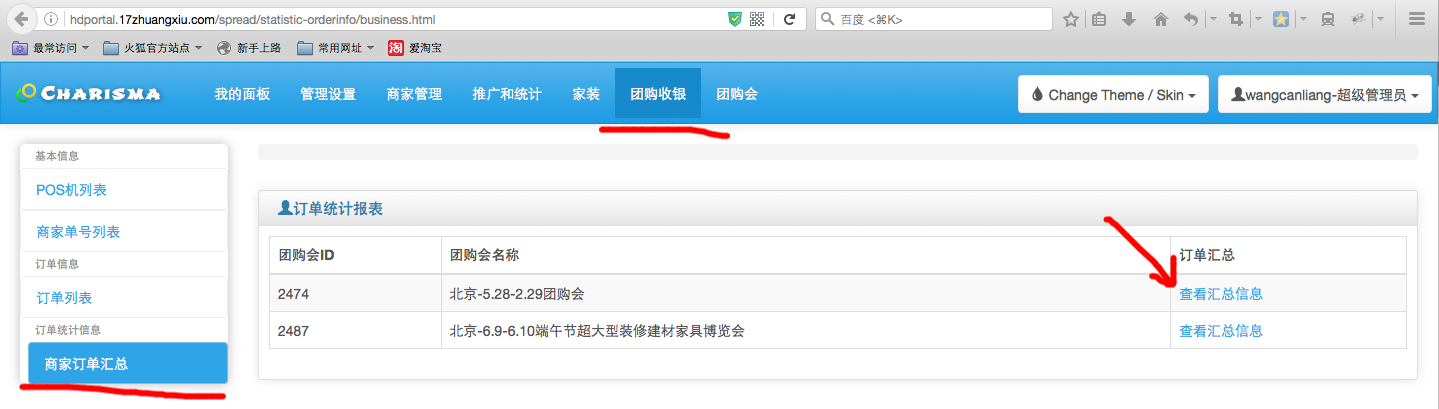 hdportal.17zhuangxiu.com/spread/statistic-orderinfo/business.html 百度 <⌘K>
最常访问 火狐官方站点 新手上路 常用网址 淘 爱淘宝
CHARISMA 我的面板 管理设置 商家管理 推广和统计 家装 团购收银 团购会 Change Theme / Skin wangcanliang-超级管理员
基本信息
POS机列表
商家单号列表
订单信息
订单列表
订单统计信息
商家订单汇总
订单统计报表
团购会ID 团购会名称 订单汇总
2474 北京-5.28-2.29团购会 查看汇总信息
2487 北京-6.9-6.10端午节超大型装修建材家具博览会 查看汇总信息